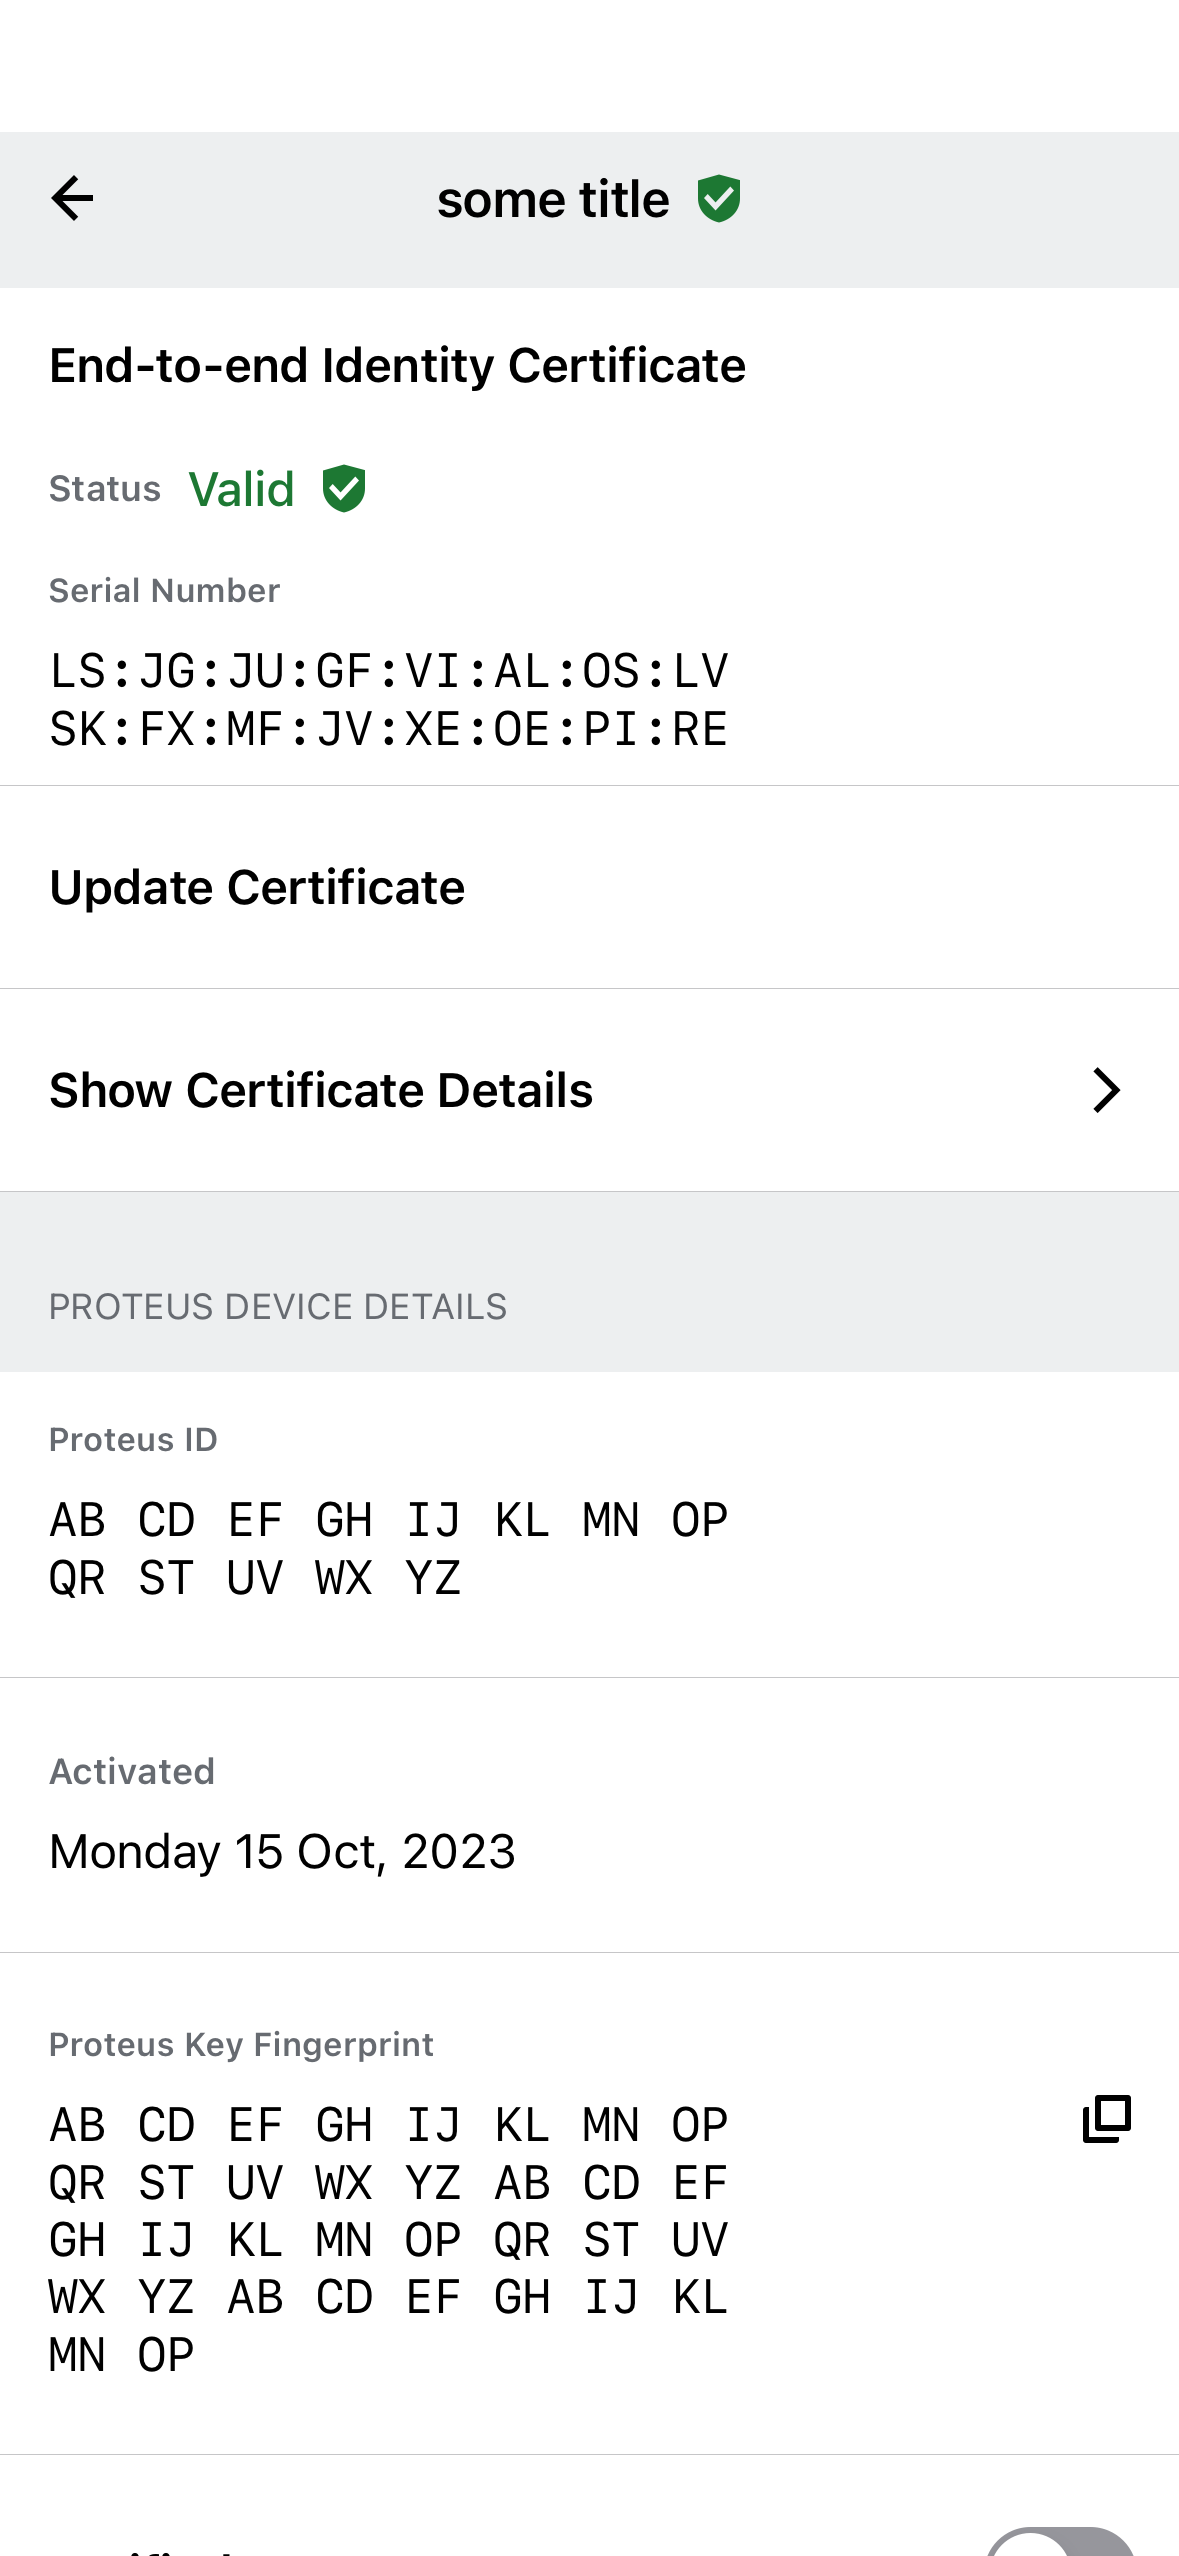 some title
End-to-end Identity Certificate
Status Valid
Serial Number
LS:JG:JU:GF:VI:AL:OS:LV
SK:FX:MF:JV:XE:OE:PI:RE
Update Certificate
Show Certificate Details
PROTEUS DEVICE DETAILS
Proteus ID
AB CD EF GH IJ KL MN OP
QR ST UV WX YZ
Activated
Monday 15 Oct, 2023
Proteus Key Fingerprint
AB CD EF GH IJ KL MN OP
QR ST UV WX YZ AB CD EF
GH IJ KL MN OP QR ST UV
WX YZ AB CD EF GH IJ KL
MN OP